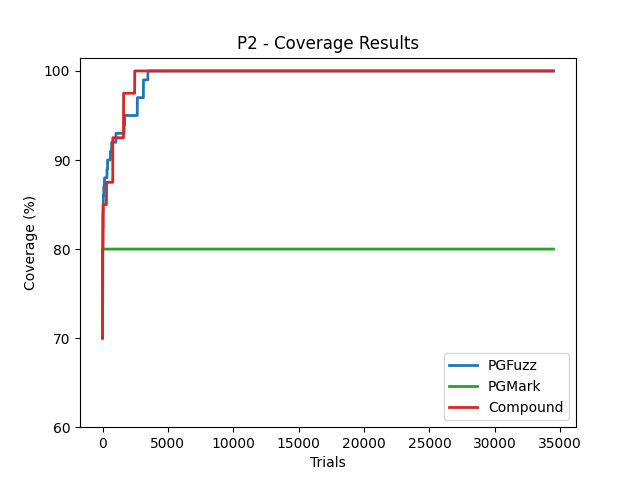 P2 - Coverage Results
Coverage (%)
100
90
80
70
60
0 5000 10000 15000 20000 25000 30000 35000
Trials
PGFuzz
PGMark
Compound